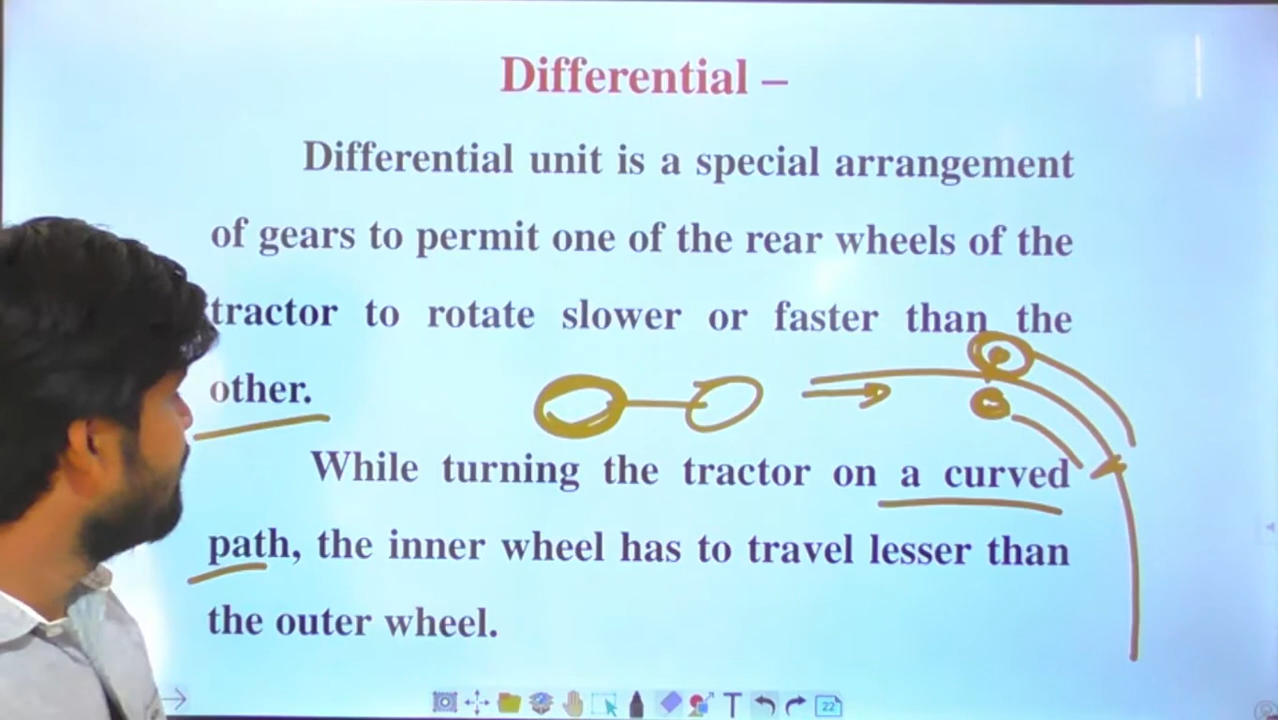 Differential –
Differential unit is a special arrangement
of gears to permit one of the rear wheels of the
tractor to rotate slower or faster than the
other.
While turning the tractor on a curved
path, the inner wheel has to travel lesser than
the outer wheel.
T
22